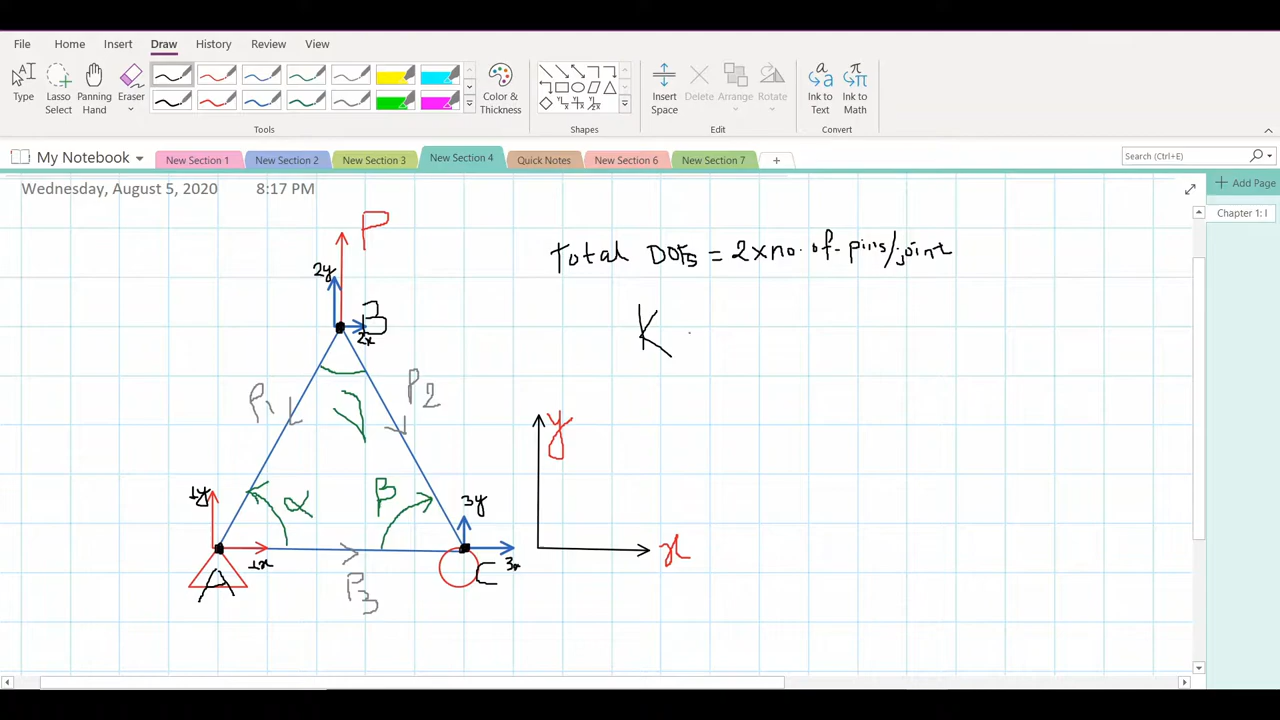 File Home Insert Draw History Review View
Type Lasso Select Panning Hand Eraser Color & Thickness Insert Space Delete Arrange Rotate Ink to Text Ink to Math
Tools Shapes Edit Convert
My Notebook New Section 1 New Section 2 New Section 3 New Section 4 Quick Notes New Section 6 New Section 7 Search (Ctrl+E)
Add Page
Wednesday, August 5, 2020 8:17 PM
Chapter 1: I
P
Total DOFs = 2xno. of pins/joint
2y
B
2x
K
P1
P2
y
1y
α
β
3y
1x
A
P3
C
3x
x